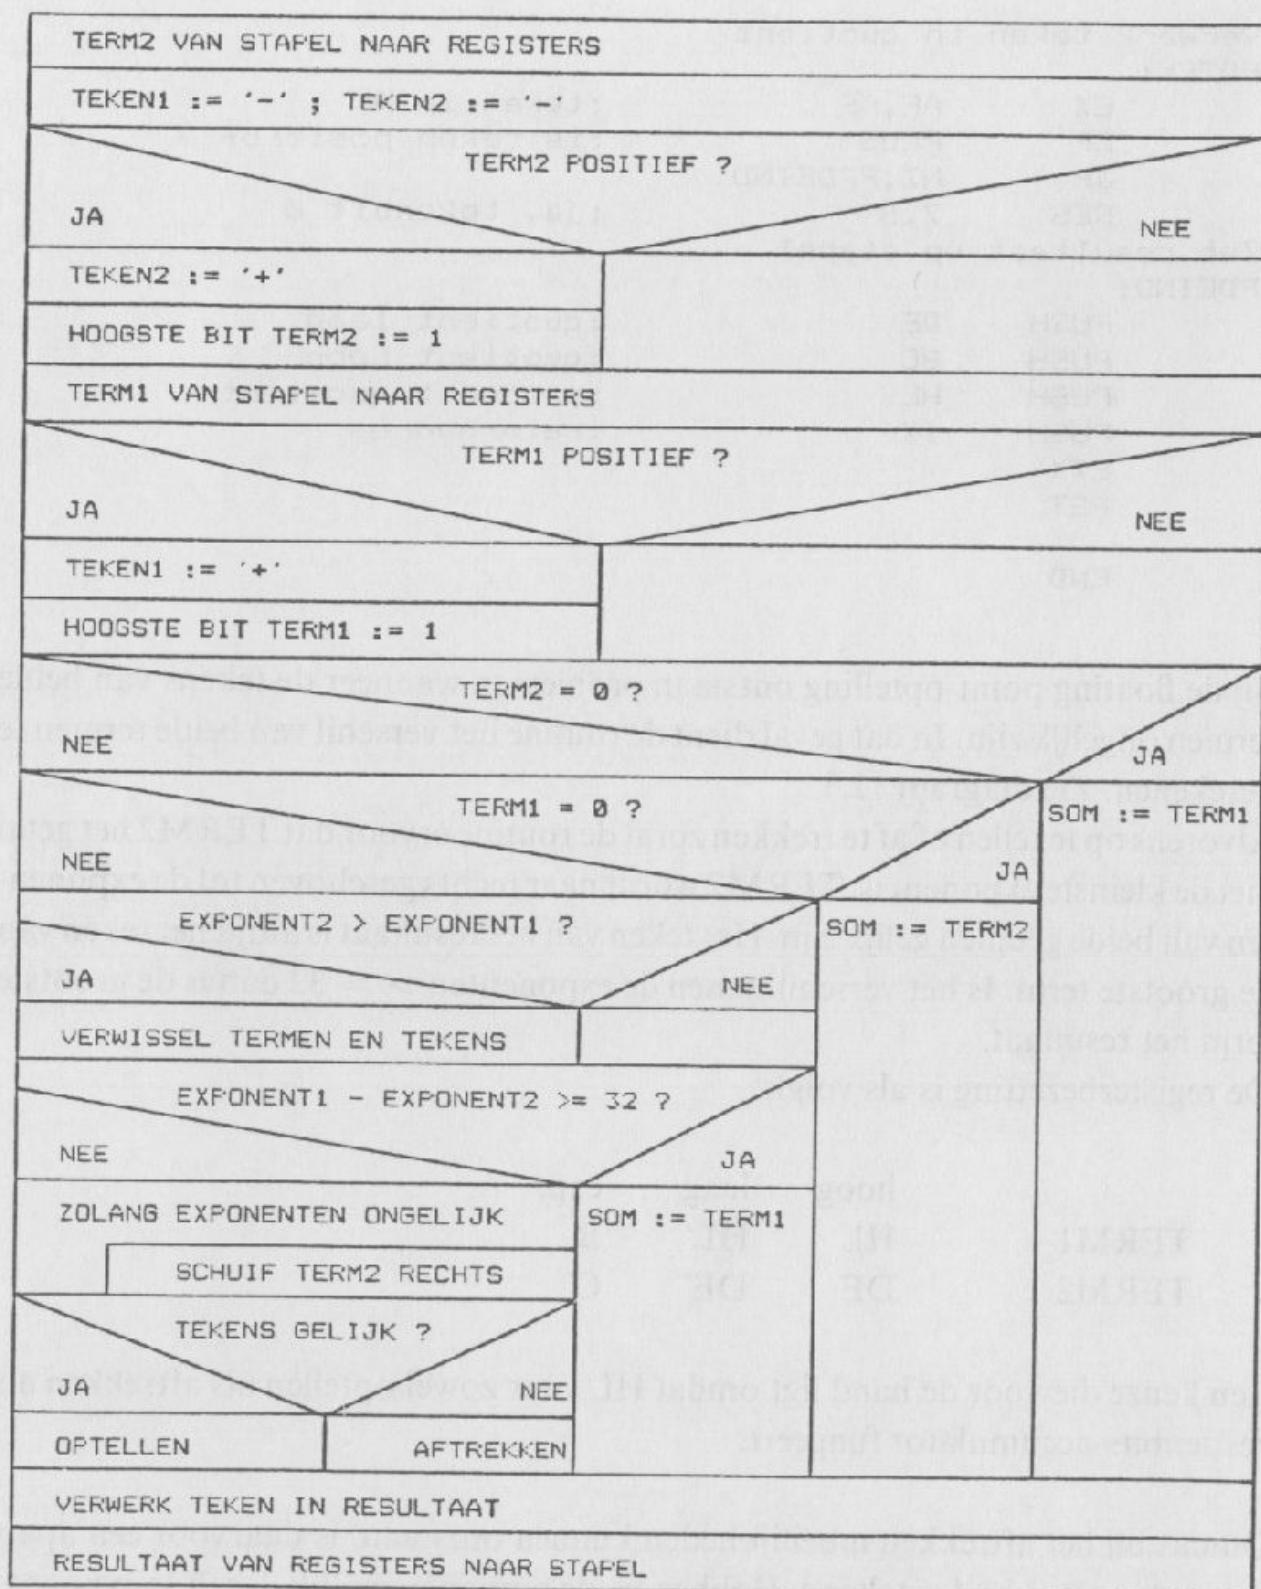 TERM2 VAN STAPEL NAAR REGISTERS
TEKEN1 := '-' ; TEKEN2 := '-'
TERM2 POSITIEF ?
JA
NEE
TEKEN2 := '+'
HOOGSTE BIT TERM2 := 1
TERM1 VAN STAPEL NAAR REGISTERS
TERM1 POSITIEF ?
JA
NEE
TEKEN1 := '+'
HOOGSTE BIT TERM1 := 1
TERM2 = 0 ?
NEE
JA
TERM1 = 0 ?
SOM := TERM1
NEE
JA
EXPONENT2 > EXPONENT1 ?
SOM := TERM2
JA
NEE
VERWISSEL TERMEN EN TEKENS
EXPONENT1 - EXPONENT2 >= 32 ?
NEE
JA
ZOLANG EXPONENTEN ONGELIJK
SOM := TERM1
SCHUIF TERM2 RECHTS
TEKENS GELIJK ?
JA
NEE
OPTELLEN
AFTREKKEN
VERWERK TEKEN IN RESULTAAT
RESULTAAT VAN REGISTERS NAAR STAPEL